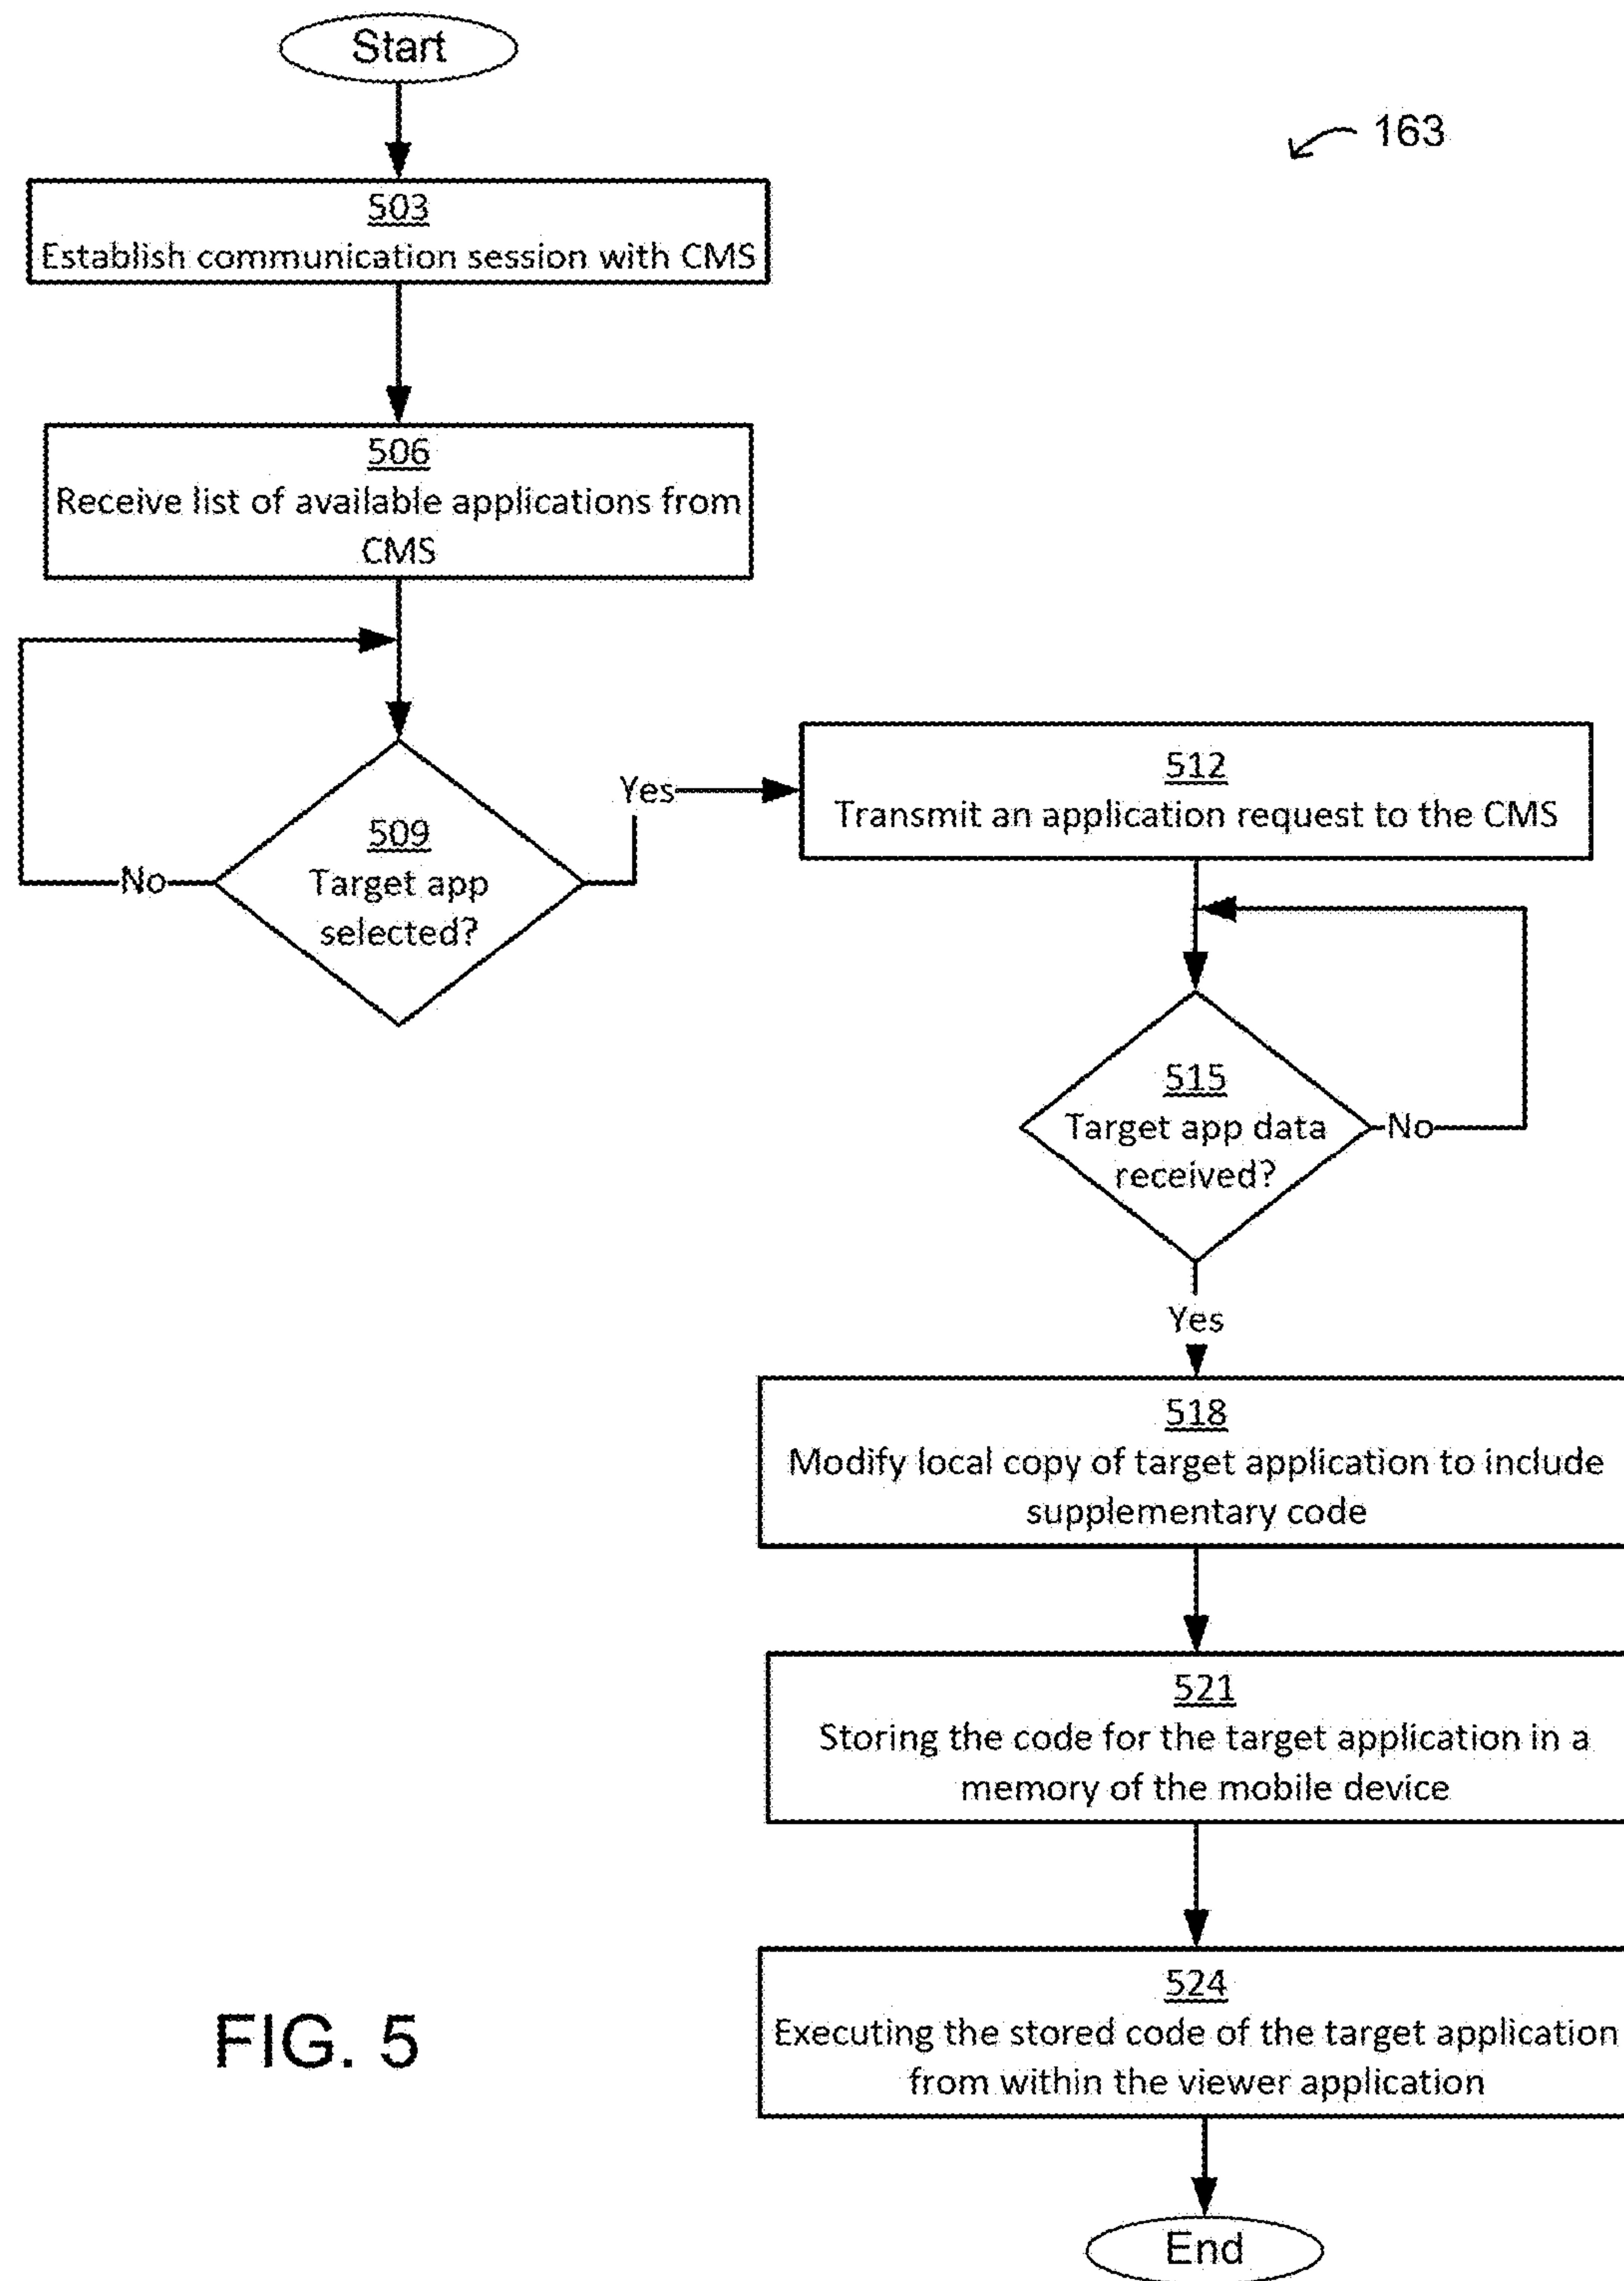 Start
163
503
Establish communication session with CMS
506
Receive list of available applications from
CMS
509
Target app
selected?
No
Yes
512
Transmit an application request to the CMS
515
Target app data
received?
No
Yes
518
Modify local copy of target application to include
supplementary code
521
Storing the code for the target application in a
memory of the mobile device
524
Executing the stored code of the target application
from within the viewer application
End
FIG. 5